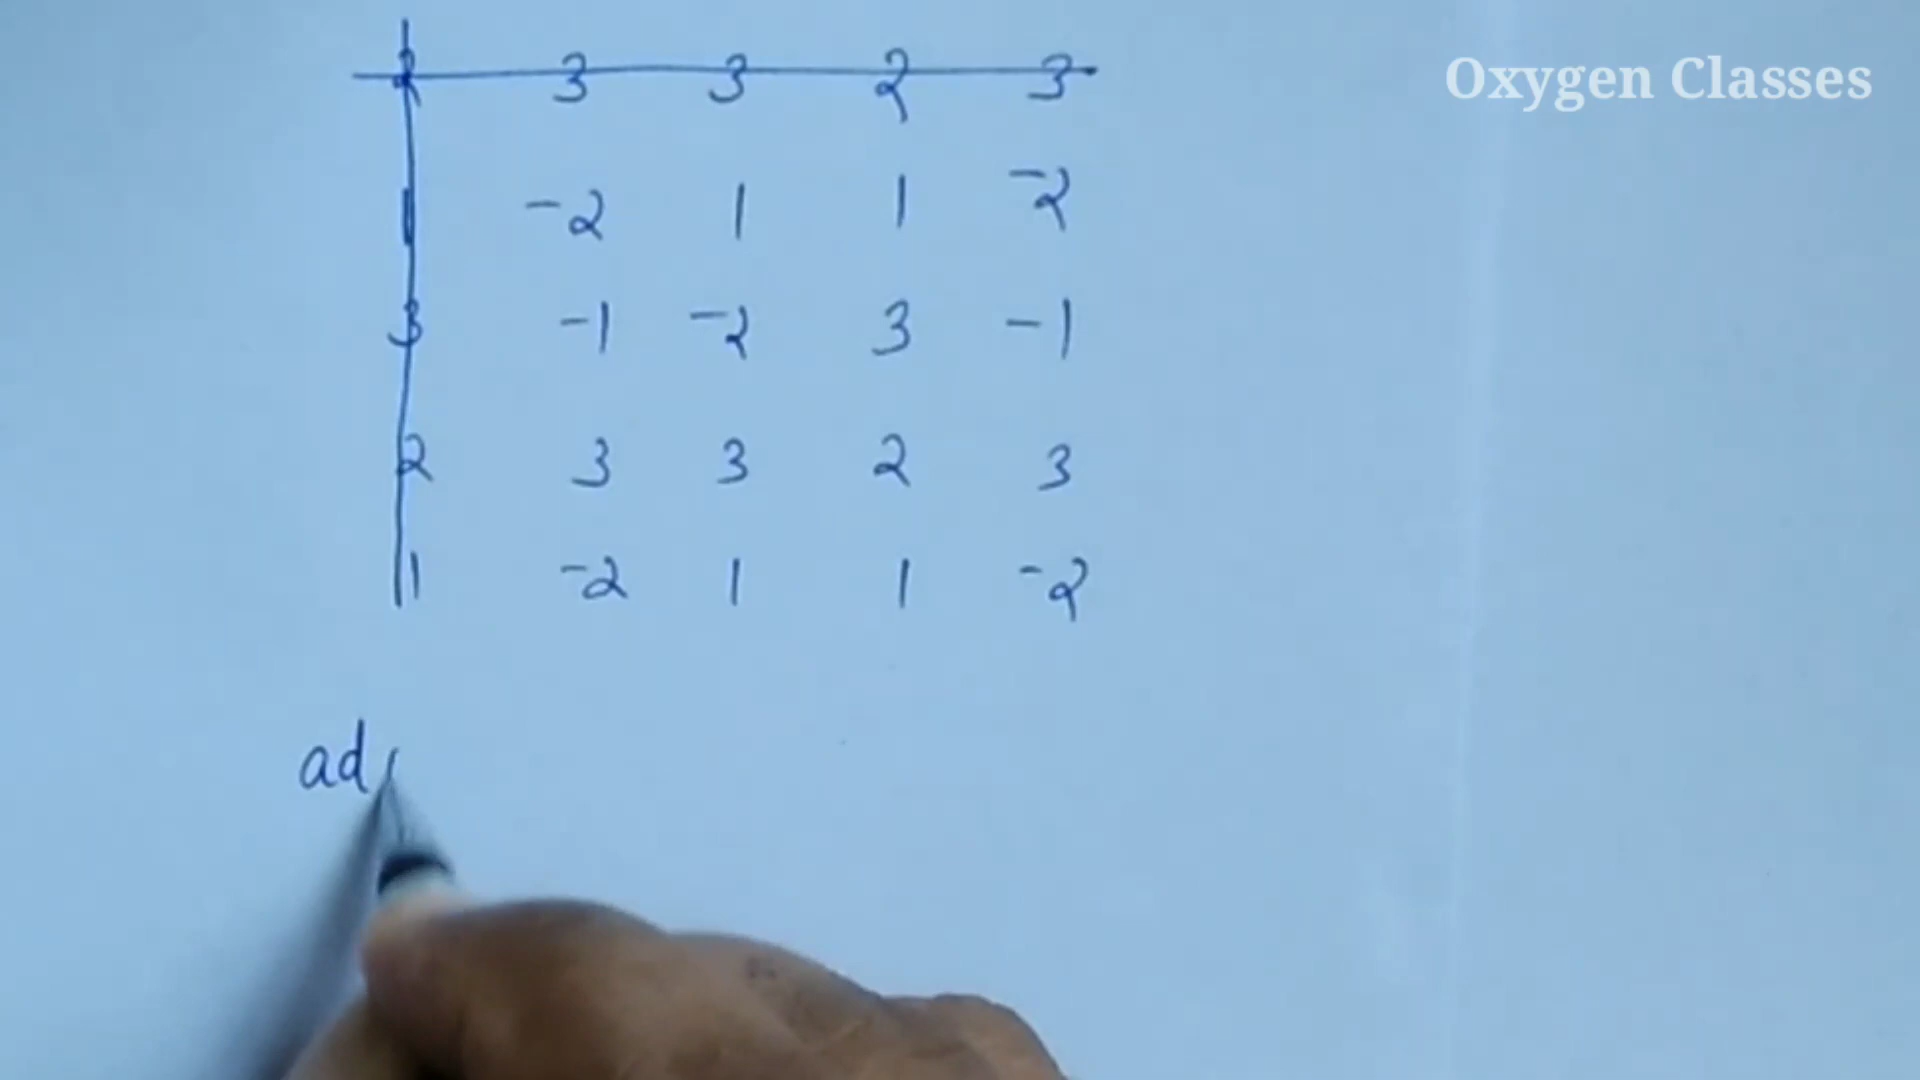 Oxygen Classes
2 3 3 2 3
1 -2 1 1 -2
3 -1 -2 3 -1
2 3 3 2 3
1 -2 1 1 -2
ad